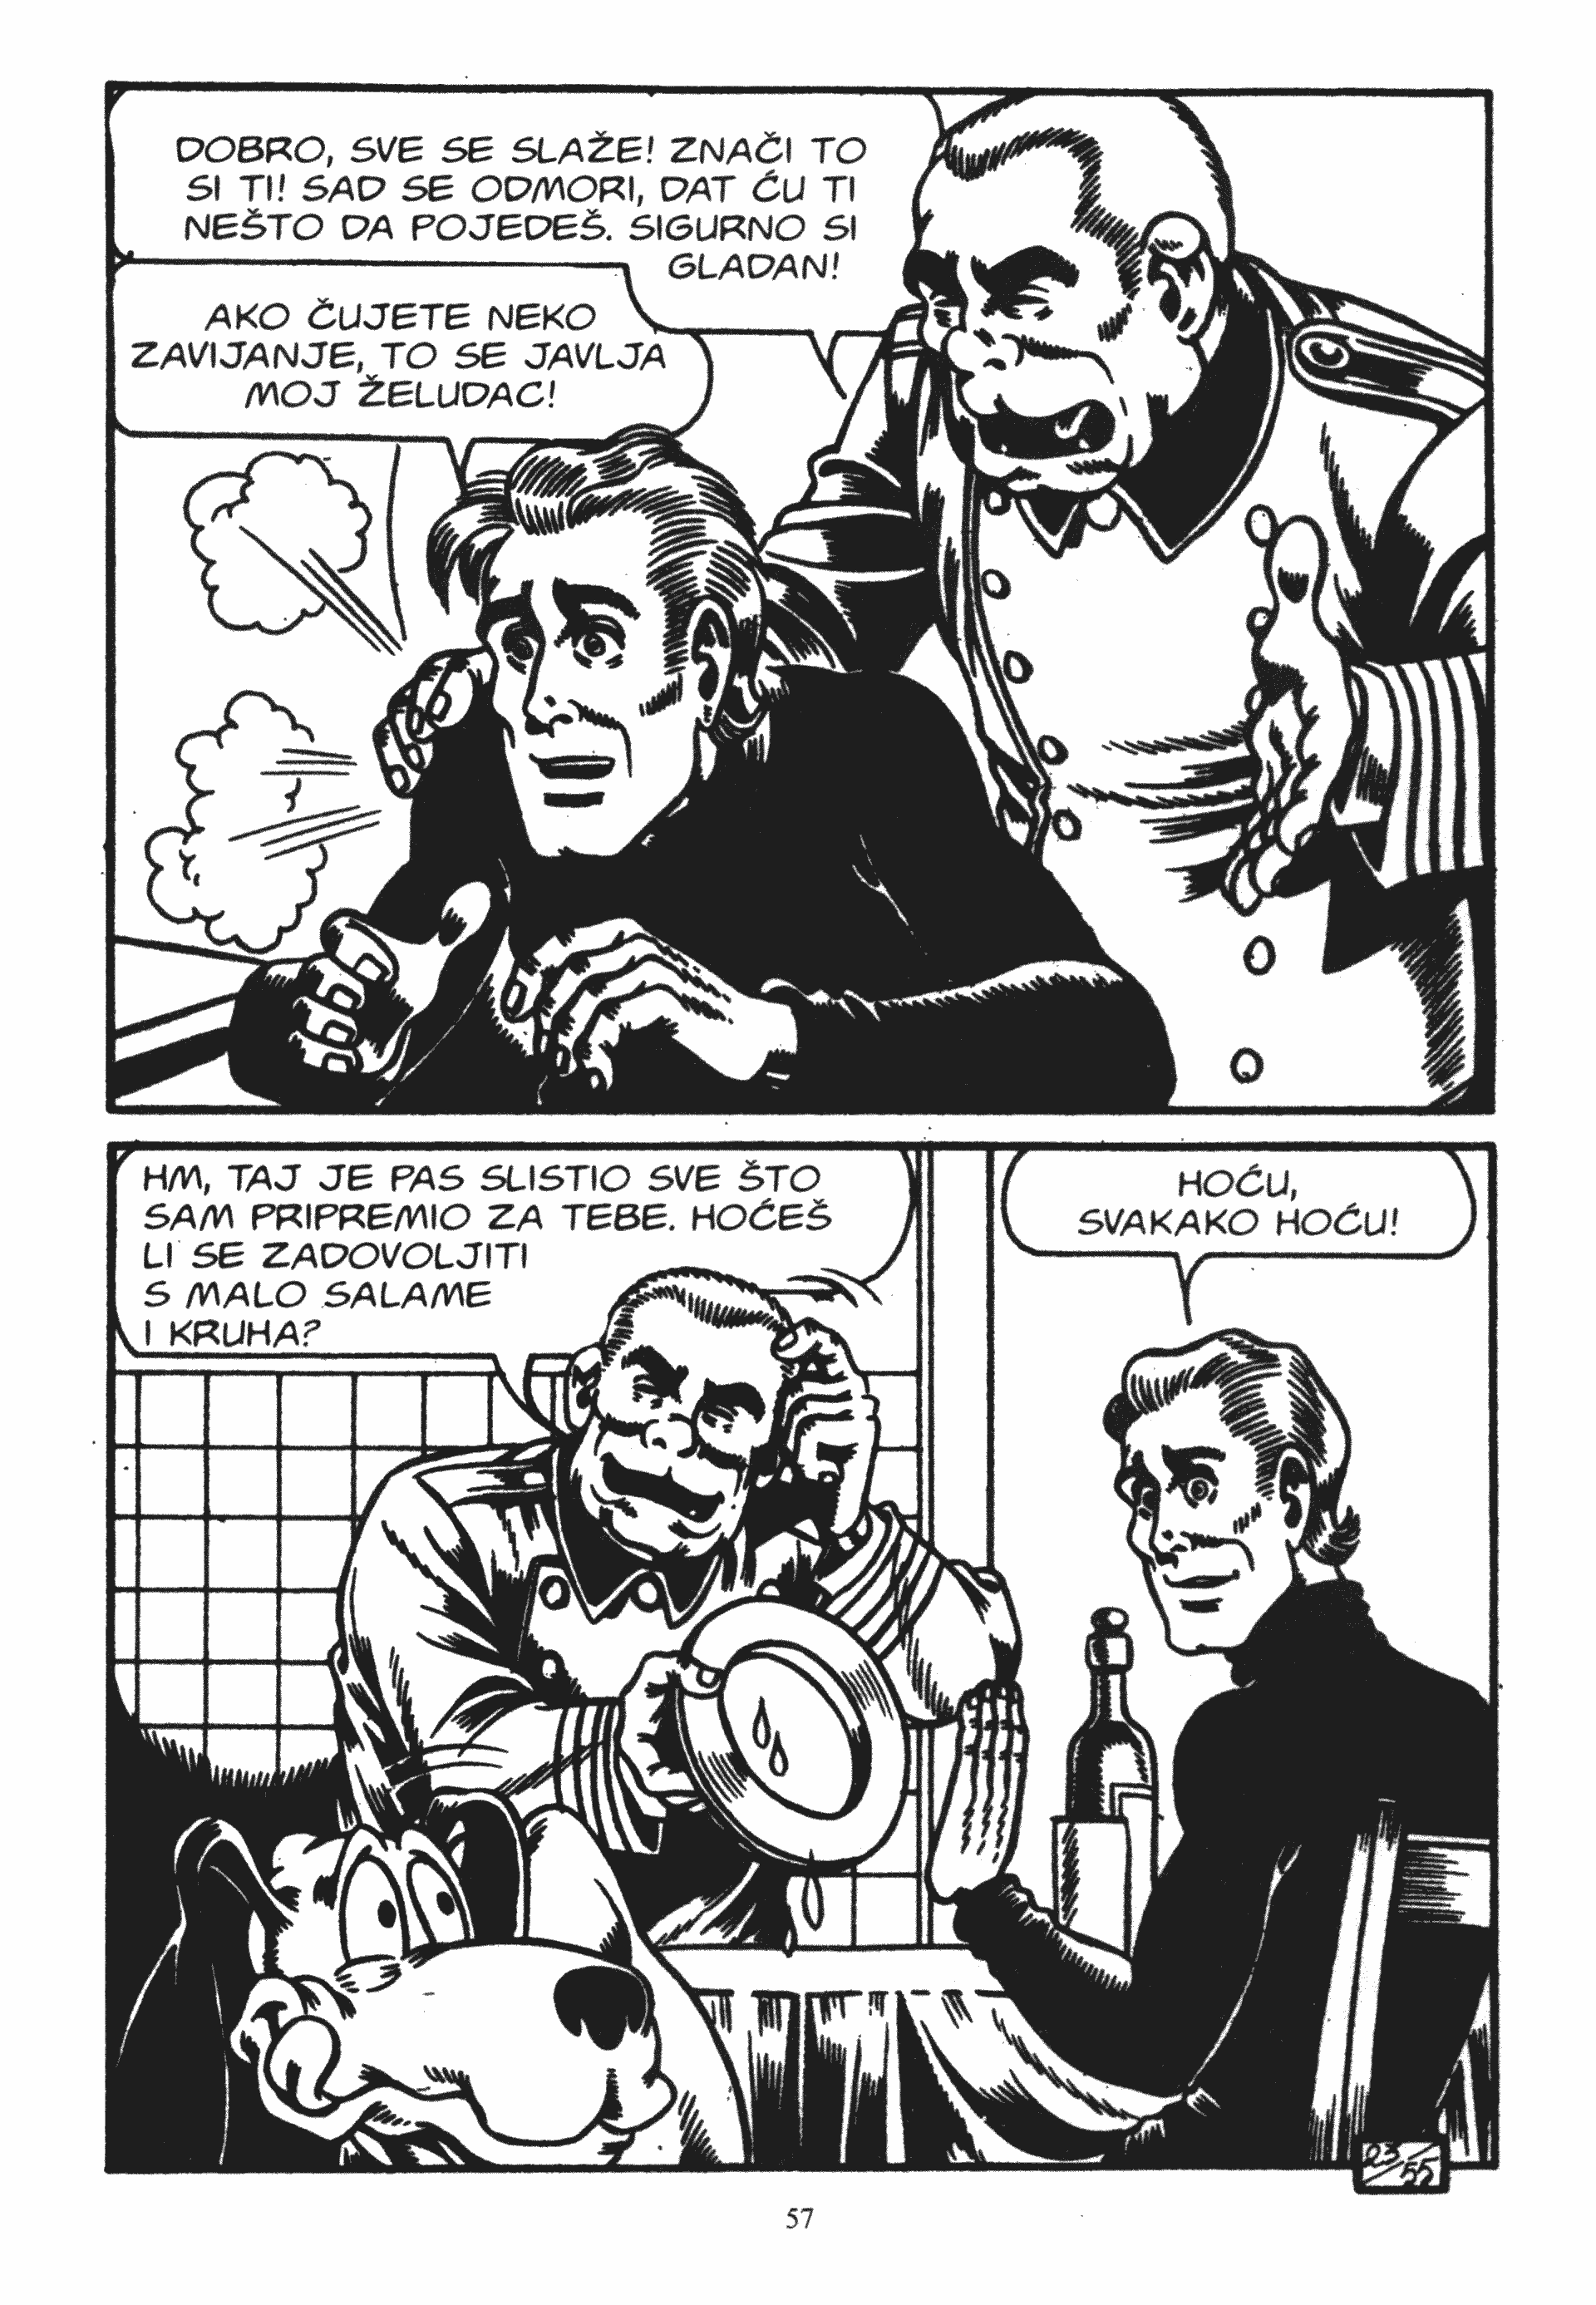 DOBRO, SVE SE SLAŽE! ZNAČI TO
SI TI! SAD SE ODMORI, DAT ĆU TI
NEŠTO DA POJEDEŠ. SIGURNO SI
GLADAN!
AKO ČUJETE NEKO
ZAVIJANJE, TO SE JAVLJA
MOJ ŽELUDAC!
HM, TAJ JE PAS SLISTIO SVE ŠTO
SAM PRIPREMIO ZA TEBE. HOĆEŠ
LI SE ZADOVOLJITI
S MALO SALAME
I KRUHA?
HOĆU,
SVAKAKO HOĆU!
23/55
57